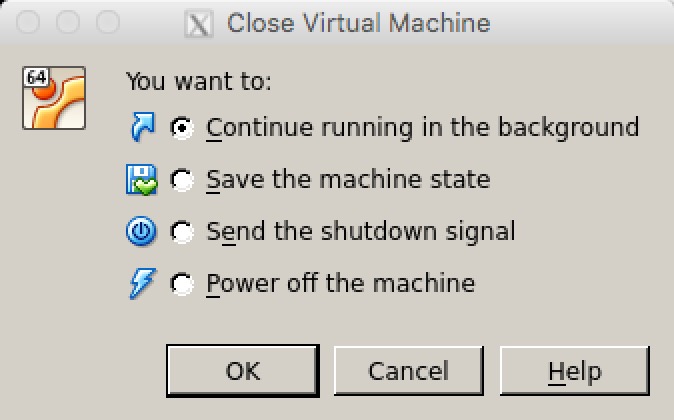 Close Virtual Machine
64
You want to:
Continue running in the background
Save the machine state
Send the shutdown signal
Power off the machine
OK Cancel Help